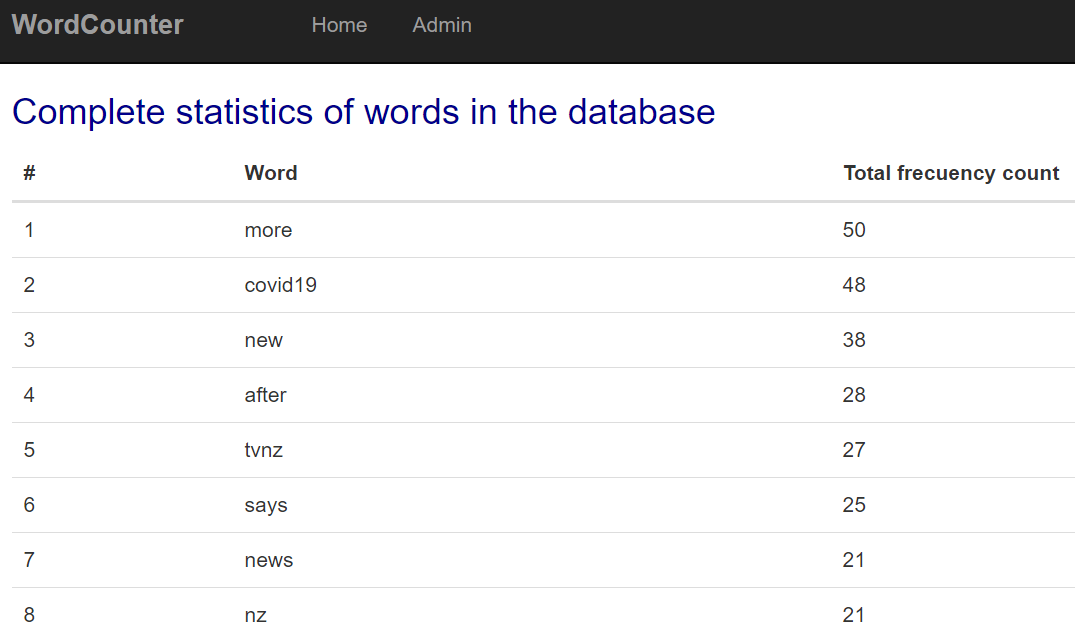 WordCounter Home Admin
Complete statistics of words in the database
# Word Total frecuency count
1 more 50
2 covid19 48
3 new 38
4 after 28
5 tvnz 27
6 says 25
7 news 21
8 nz 21